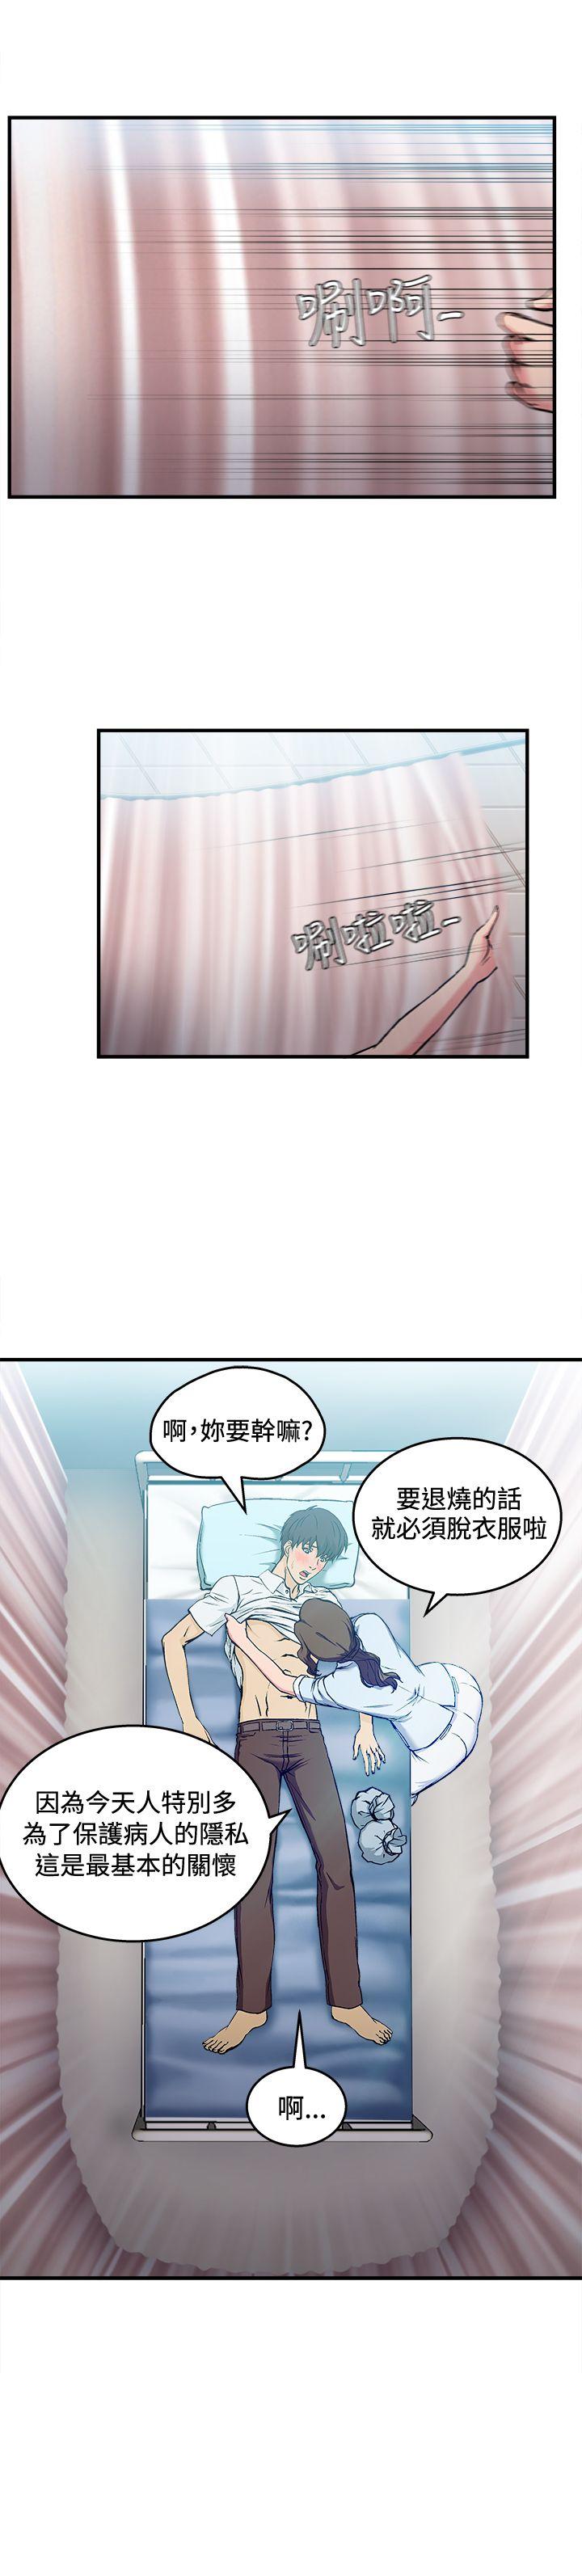 唰啊-
唰啦啦-
啊，妳要幹嘛?
要退燒的話
就必須脫衣服啦
因為今天人特別多
為了保護病人的隱私
這是最基本的關懷
啊...